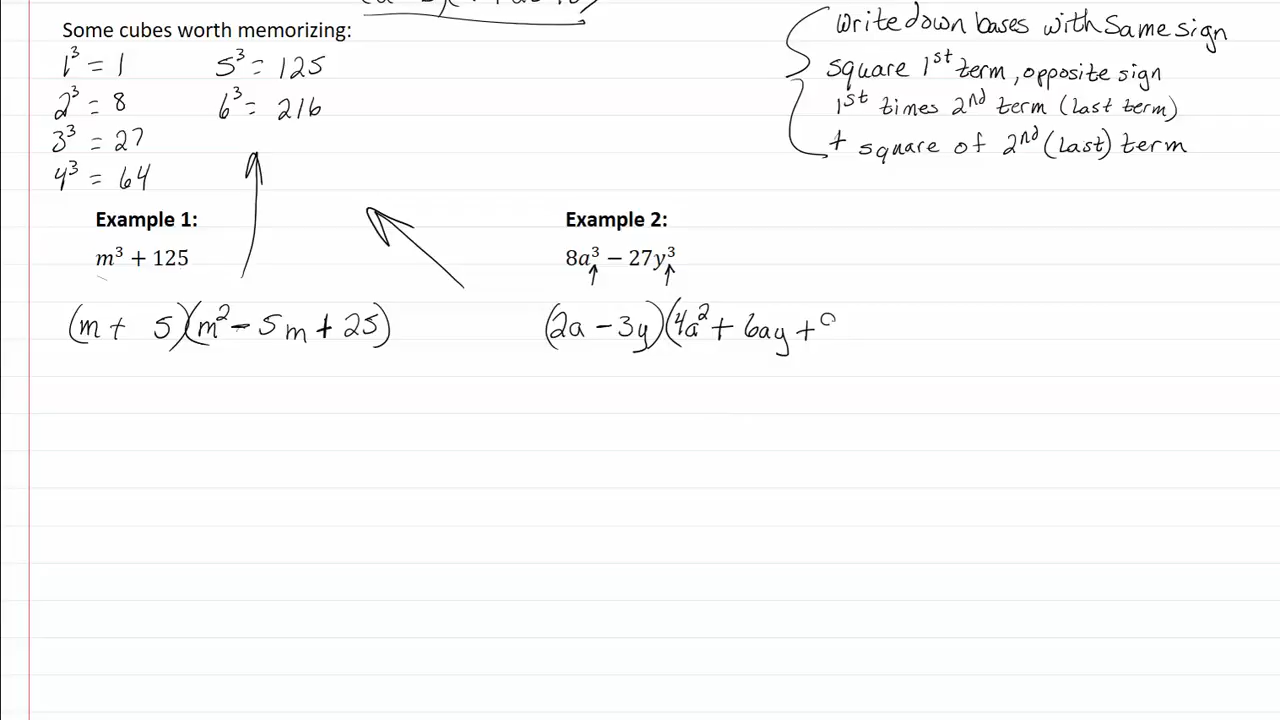 Some cubes worth memorizing:
1³ = 1
2³ = 8
3³ = 27
4³ = 64
5³ = 125
6³ = 216
Write down bases with Same sign
square 1st term, opposite sign
1st times 2nd term (last term)
+ square of 2nd (last) term
Example 1:
m³ + 125
(m + 5)(m² - 5m + 25)
Example 2:
8a³ − 27y³
(2a - 3y)(4a² + 6ay +